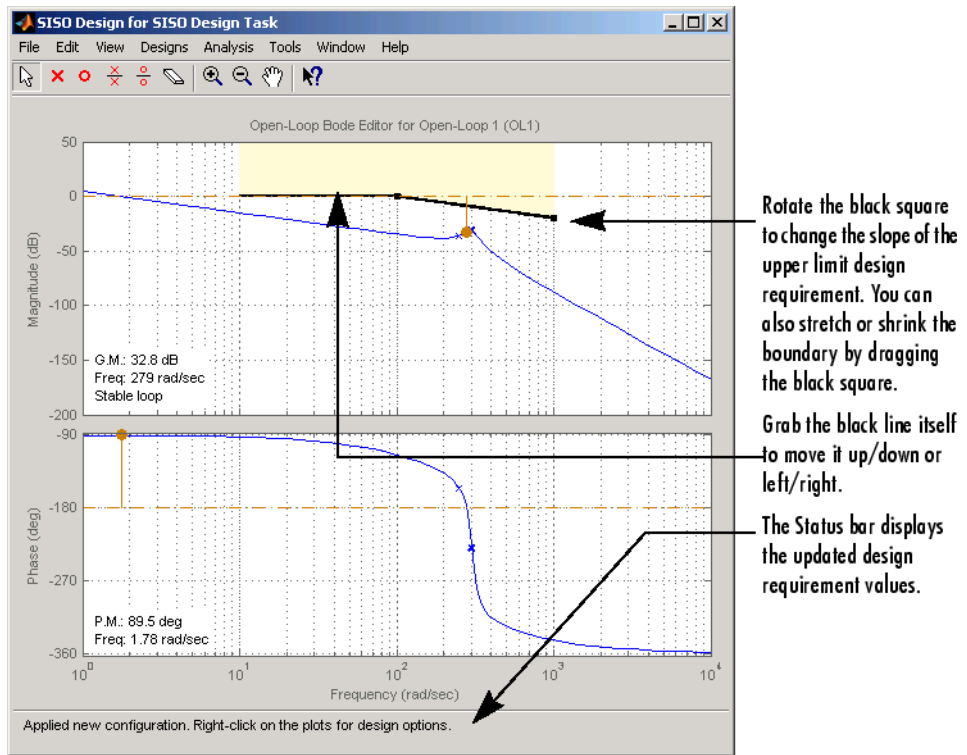 SISO Design for SISO Design Task
File Edit View Designs Analysis Tools Window Help
Open-Loop Bode Editor for Open-Loop 1 (OL1)
50
0
-50
-100
-150
-200
Magnitude (dB)
G.M.: 32.8 dB
Freq: 279 rad/sec
Stable loop
-90
-180
-270
-360
Phase (deg)
P.M.: 89.5 deg
Freq: 1.78 rad/sec
10^0 10^1 10^2 10^3 10^4
Frequency (rad/sec)
Applied new configuration. Right-click on the plots for design options.
Rotate the black square
to change the slope of the
upper limit design
requirement. You can
also stretch or shrink the
boundary by dragging
the black square.
Grab the black line itself
to move it up/down or
left/right.
The Status bar displays
the updated design
requirement values.